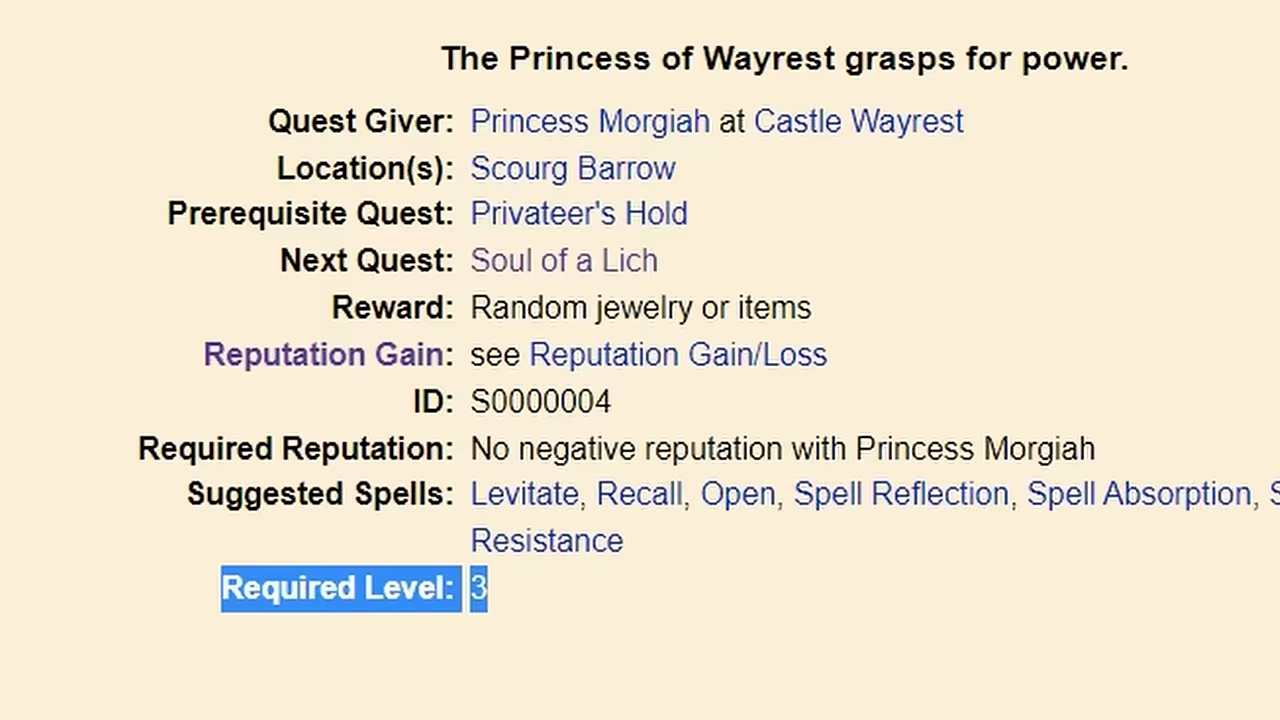 The Princess of Wayrest grasps for power.
Quest Giver: Princess Morgiah at Castle Wayrest
Location(s): Scourg Barrow
Prerequisite Quest: Privateer's Hold
Next Quest: Soul of a Lich
Reward: Random jewelry or items
Reputation Gain: see Reputation Gain/Loss
ID: S0000004
Required Reputation: No negative reputation with Princess Morgiah
Suggested Spells: Levitate, Recall, Open, Spell Reflection, Spell Absorption,
Resistance
Required Level: 3